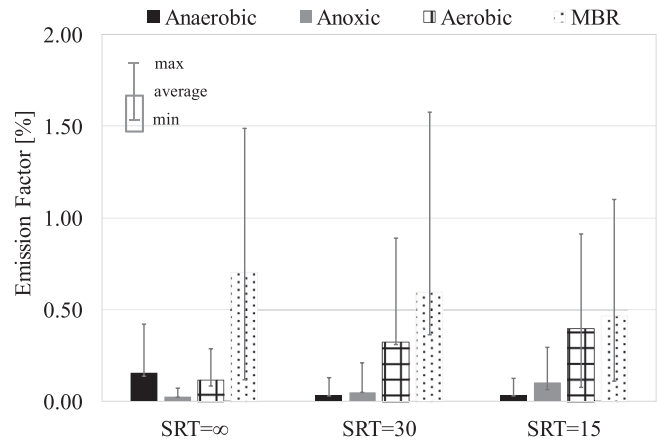 Anaerobic Anoxic Aerobic MBR
2.00
max
average
min
1.50
1.00
0.50
0.00
Emission Factor [%]
SRT=∞ SRT=30 SRT=15